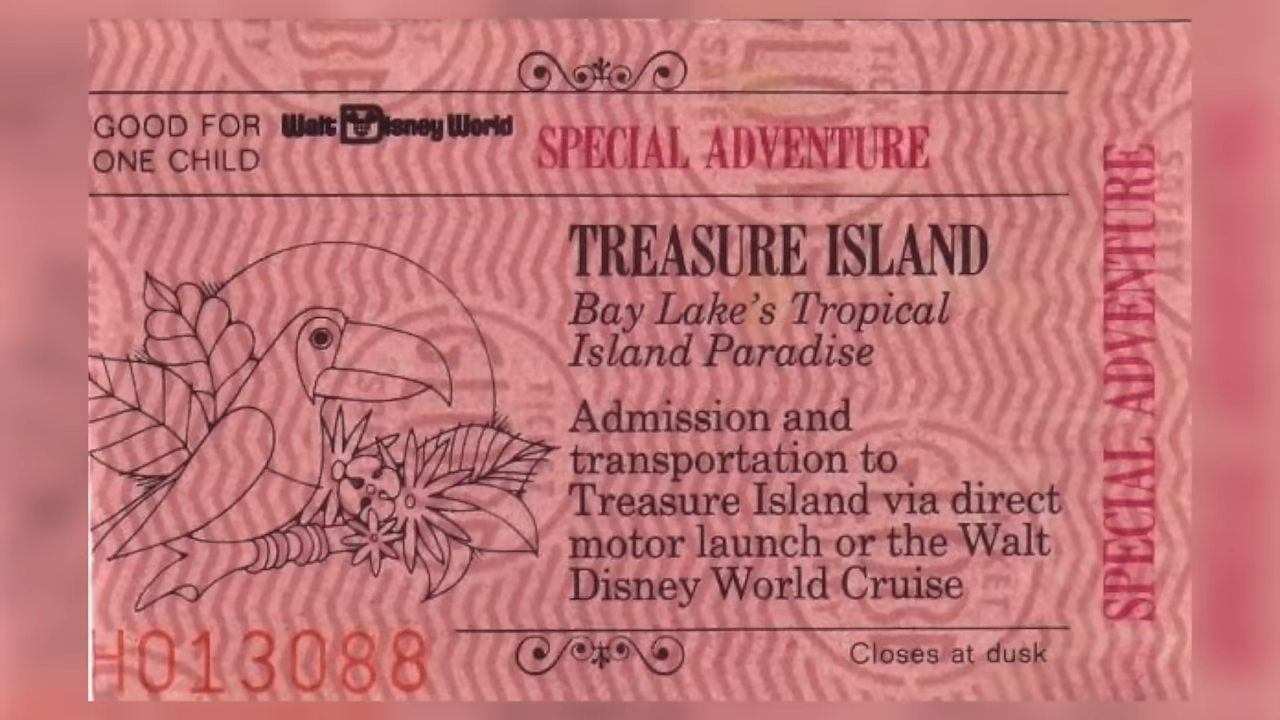 GOOD FOR
ONE CHILD
Walt Disney World
SPECIAL ADVENTURE
TREASURE ISLAND
Bay Lake's Tropical
Island Paradise
Admission and
transportation to
Treasure Island via direct
motor launch or the Walt
Disney World Cruise
H013088
Closes at dusk
SPECIAL ADVENTURE